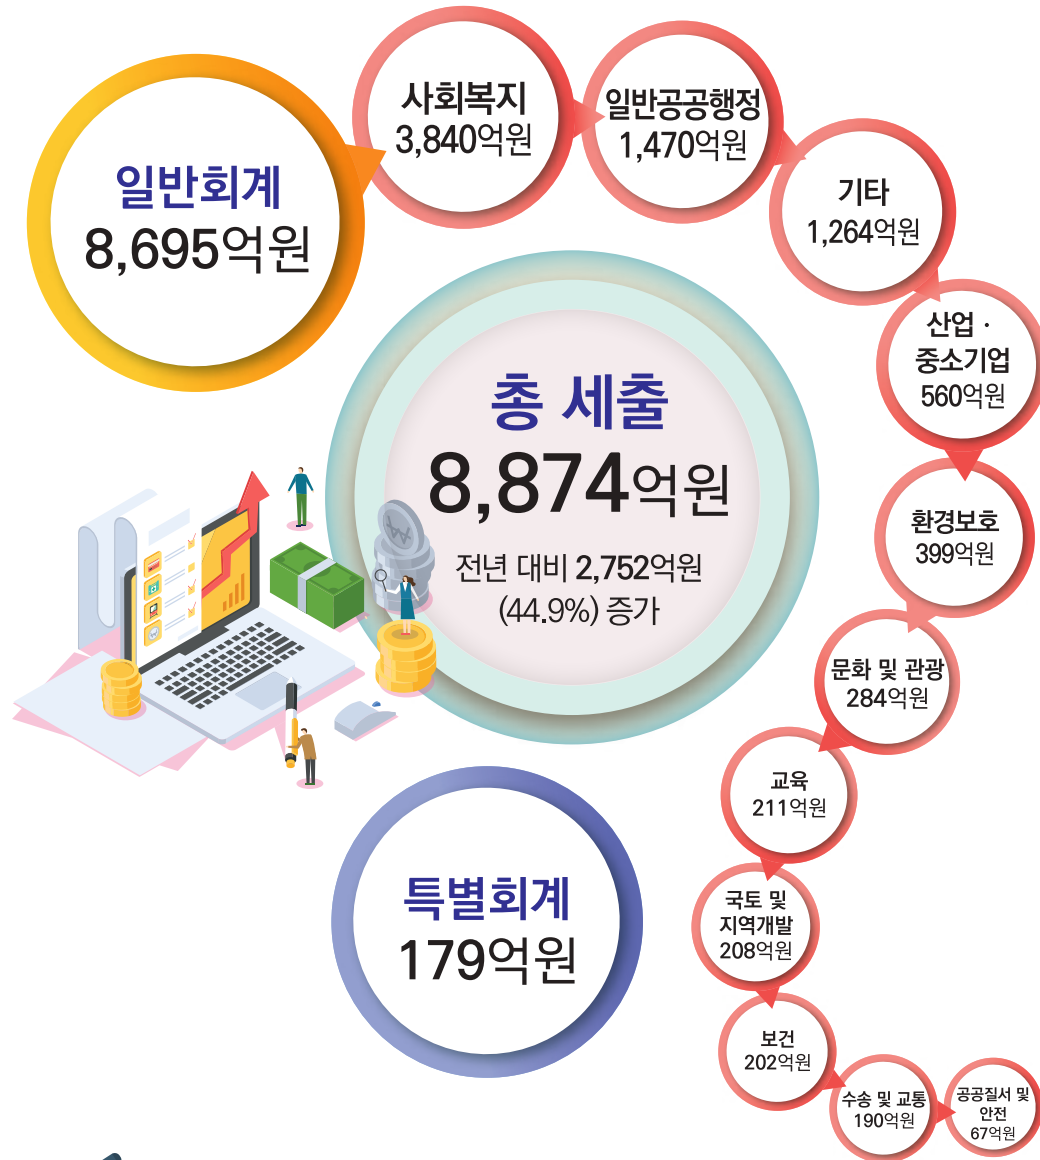 일반회계
8,695억원
사회복지
3,840억원
일반공공행정
1,470억원
기타
1,264억원
산업 ·
중소기업
560억원
환경보호
399억원
문화 및 관광
284억원
교육
211억원
국토 및
지역개발
208억원
보건
202억원
수송 및 교통
190억원
공공질서 및
안전
67억원
총 세출
8,874억원
전년 대비 2,752억원
(44.9%) 증가
특별회계
179억원